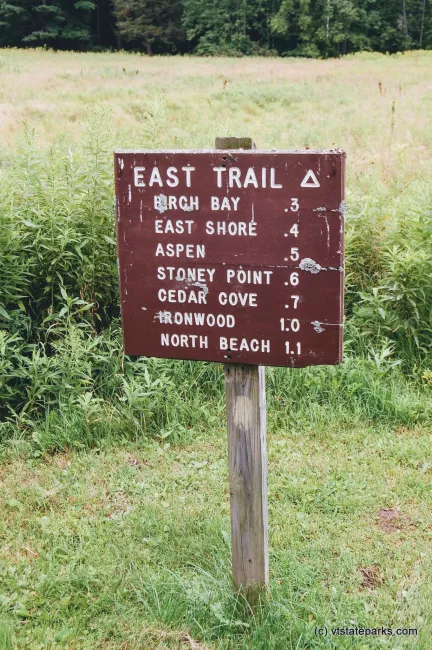 EAST TRAIL △
BIRCH BAY .3
EAST SHORE .4
ASPEN .5
STONEY POINT .6
CEDAR COVE .7
IRONWOOD 1.0
NORTH BEACH 1.1
(c) vtstateparks.com